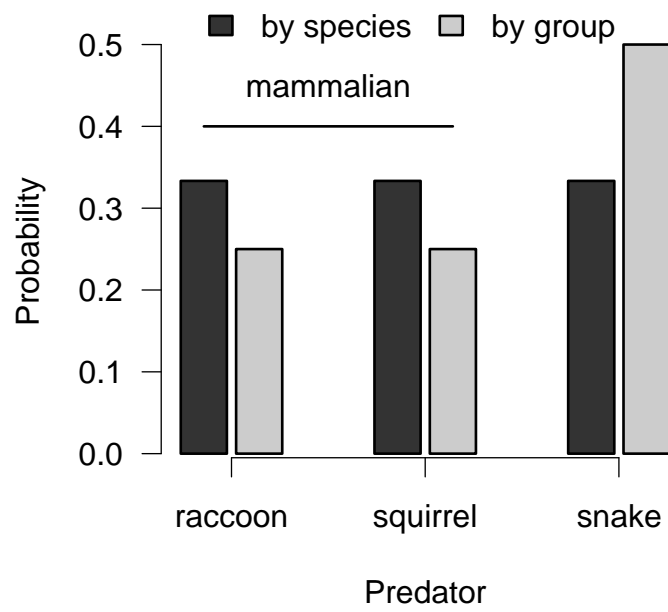 by species by group
mammalian
Probability
0.5
0.4
0.3
0.2
0.1
0.0
raccoon squirrel snake
Predator